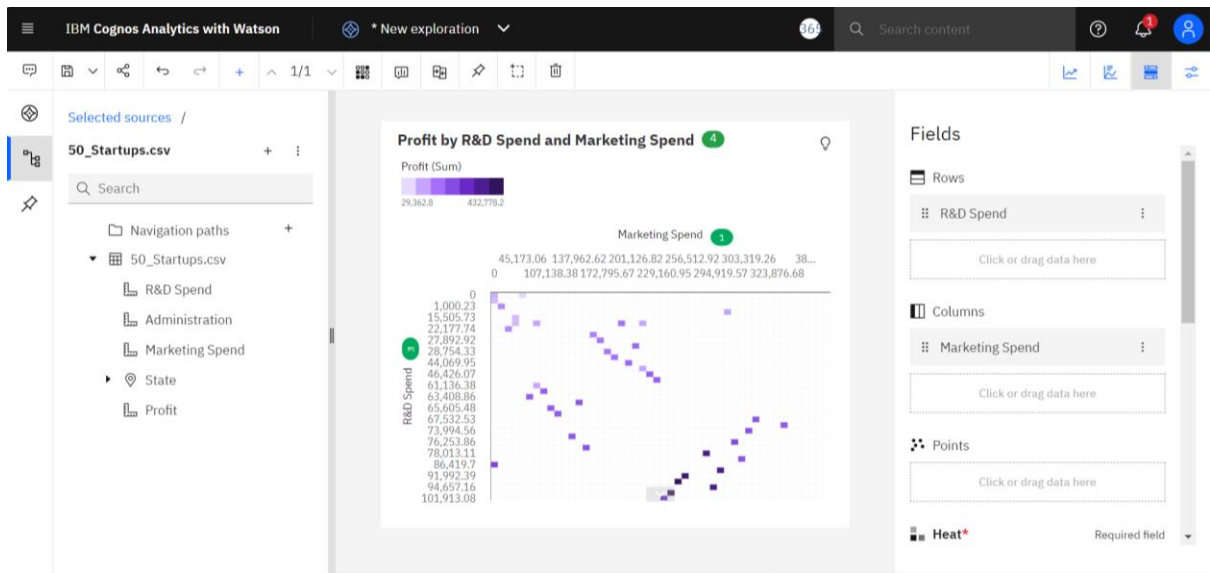 IBM Cognos Analytics with Watson
* New exploration
Search content
1/1
Selected sources /
50_Startups.csv
Search
Navigation paths
50_Startups.csv
R&D Spend
Administration
Marketing Spend
State
Profit
Profit by R&D Spend and Marketing Spend 4
Profit (Sum)
29,362.8 432,778.2
Marketing Spend 1
45,173.06 137,962.62 201,126.82 256,512.92 303,319.26 38...
0 107,138.38 172,795.67 229,160.95 294,919.57 323,876.68
R&D Spend 3
0
1,000.23
15,505.73
22,177.74
27,892.92
28,754.33
44,069.95
46,426.07
61,136.38
63,408.86
65,605.48
67,532.53
73,994.56
76,253.86
78,013.11
86,419.7
91,992.39
94,657.16
101,913.08
Fields
Rows
R&D Spend
Click or drag data here
Columns
Marketing Spend
Click or drag data here
Points
Click or drag data here
Heat* Required field
1